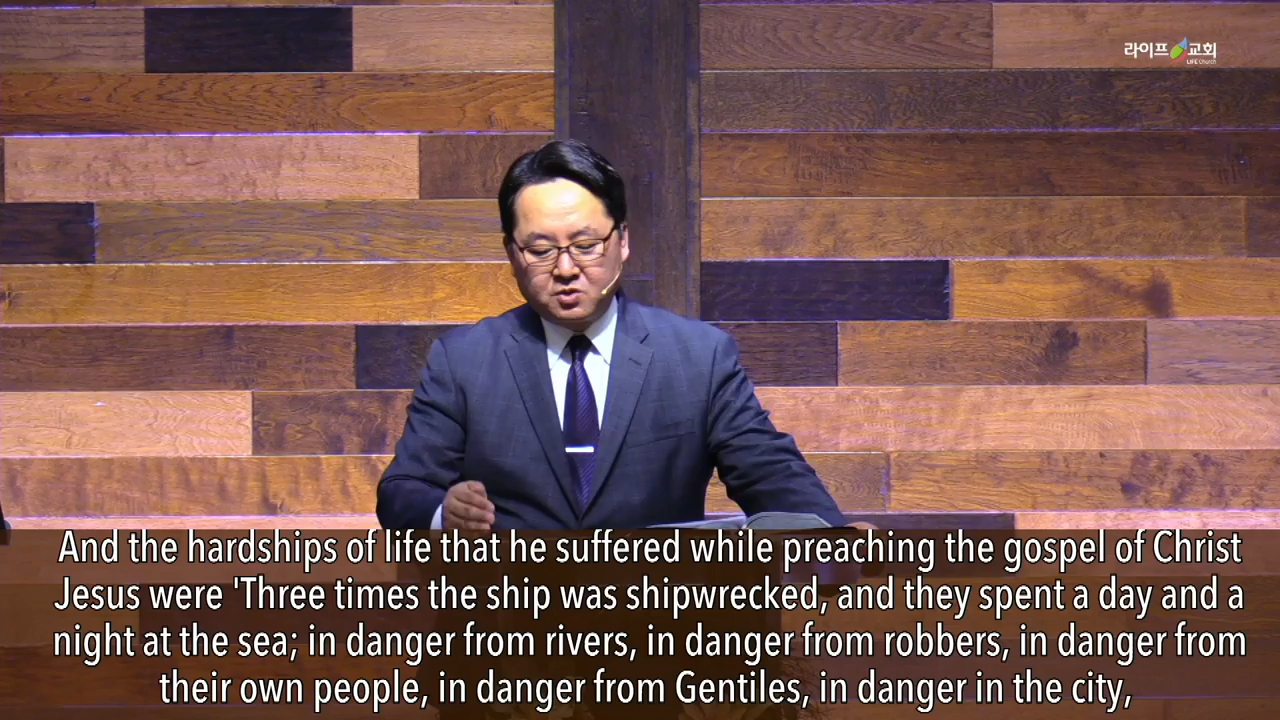 라이프 교회
LIFE Church
And the hardships of life that he suffered while preaching the gospel of Christ
Jesus were 'Three times the ship was shipwrecked, and they spent a day and a
night at the sea; in danger from rivers, in danger from robbers, in danger from
their own people, in danger from Gentiles, in danger in the city,